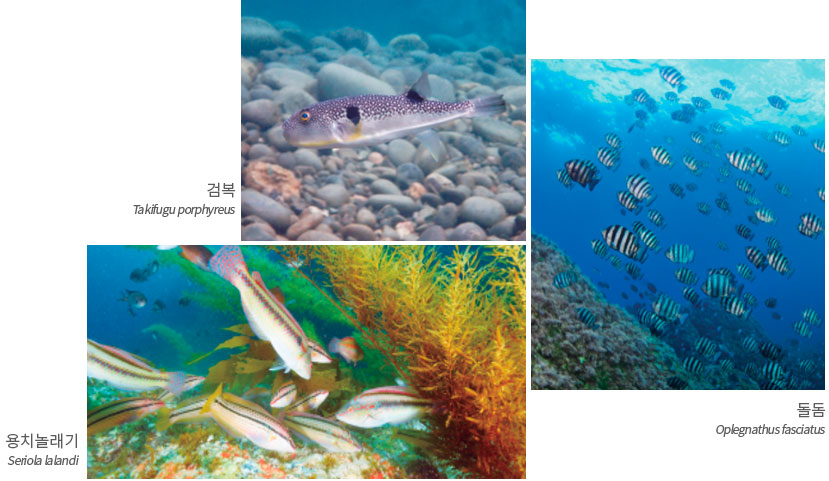 검복
Takifugu porphyreus
용치놀래기
Seriola lalandi
돌돔
Oplegnathus fasciatus